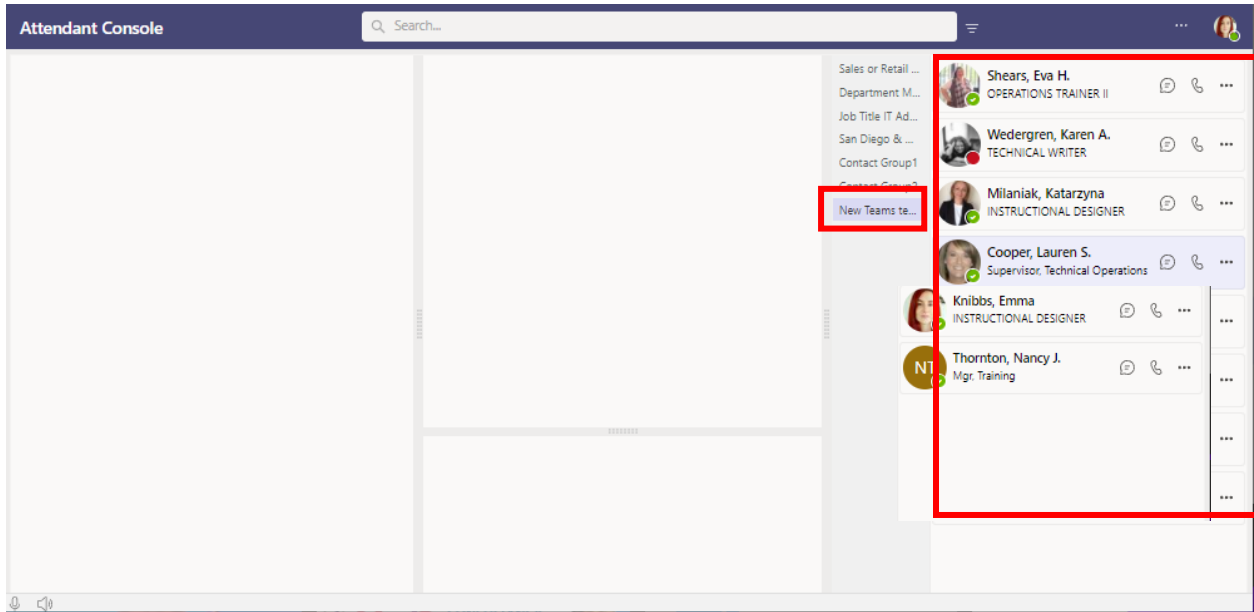 Attendant Console
Search...
Sales or Retail ...
Department M...
Job Title IT Ad...
San Diego & ...
Contact Group1
Contact Group2
New Teams te...
Shears, Eva H.
OPERATIONS TRAINER II
Wedergren, Karen A.
TECHNICAL WRITER
Milaniak, Katarzyna
INSTRUCTIONAL DESIGNER
Cooper, Lauren S.
Supervisor, Technical Operations
Knibbs, Emma
INSTRUCTIONAL DESIGNER
NT
Thornton, Nancy J.
Mgr, Training